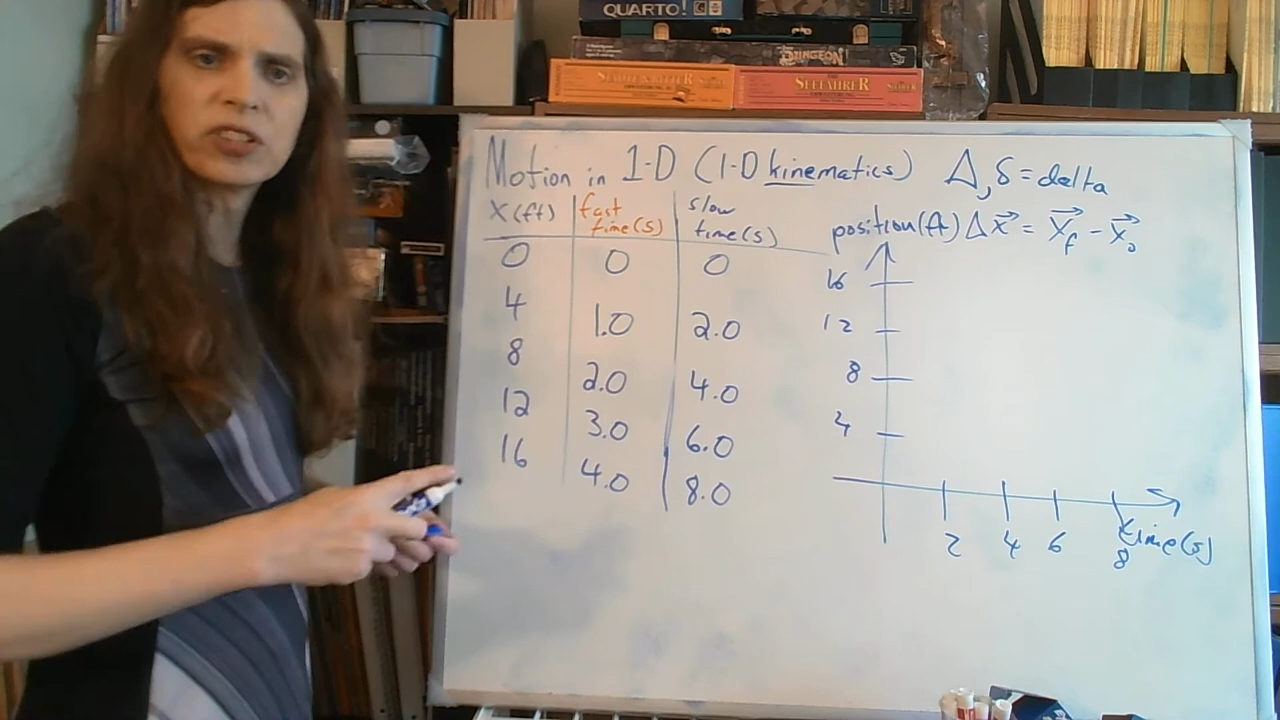 QUARTO!
DUNGEON!
SEEFAHRER
Motion in 1-D (1-D kinematics) Δ, δ = delta
x (ft) fast time (s) slow time (s)
0 0 0
4 1.0 2.0
8 2.0 4.0
12 3.0 6.0
16 4.0 8.0
position (ft) Δx⃗ = x⃗f - x⃗o
16
12
8
4
2 4 6 8
time (s)